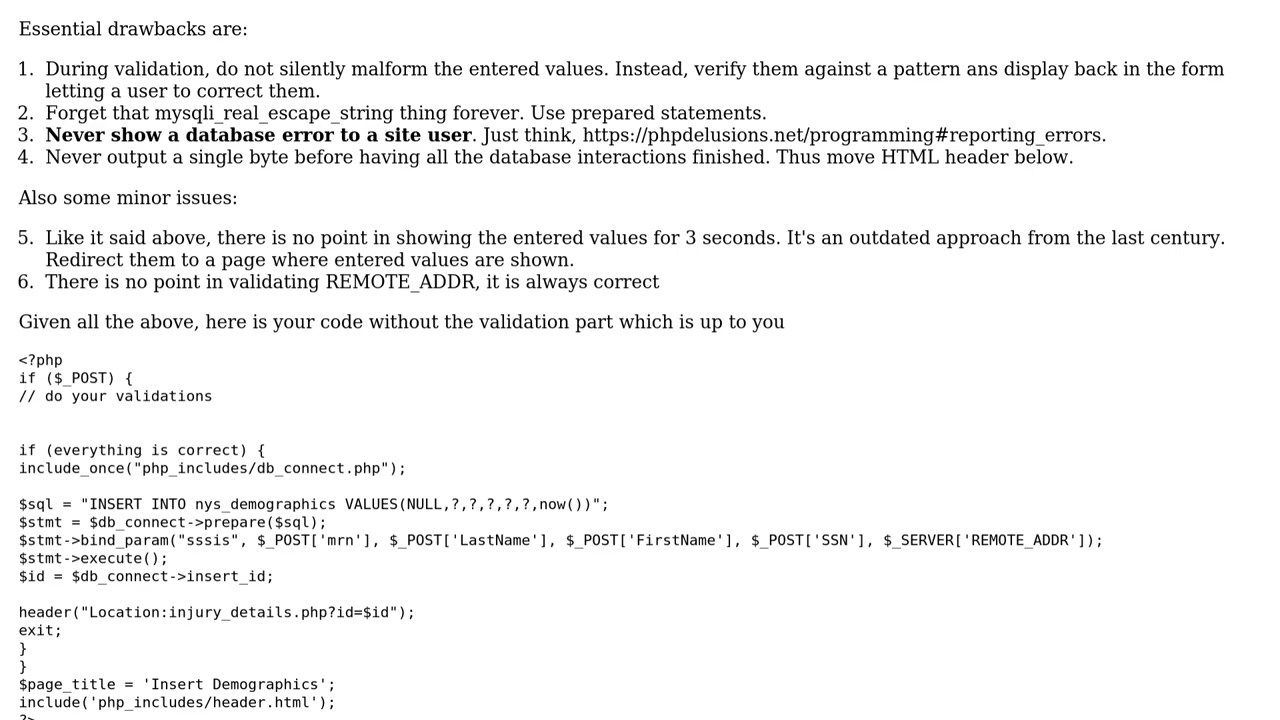 Essential drawbacks are:
1. During validation, do not silently malform the entered values. Instead, verify them against a pattern ans display back in the form
letting a user to correct them.
2. Forget that mysqli_real_escape_string thing forever. Use prepared statements.
3. Never show a database error to a site user. Just think, https://phpdelusions.net/programming#reporting_errors.
4. Never output a single byte before having all the database interactions finished. Thus move HTML header below.
Also some minor issues:
5. Like it said above, there is no point in showing the entered values for 3 seconds. It's an outdated approach from the last century.
Redirect them to a page where entered values are shown.
6. There is no point in validating REMOTE_ADDR, it is always correct
Given all the above, here is your code without the validation part which is up to you
<?php
if ($_POST) {
// do your validations
if (everything is correct) {
include_once("php_includes/db_connect.php");
$sql = "INSERT INTO nys_demographics VALUES(NULL,?,?,?,?,?,now())";
$stmt = $db_connect->prepare($sql);
$stmt->bind_param("sssis", $_POST['mrn'], $_POST['LastName'], $_POST['FirstName'], $_POST['SSN'], $_SERVER['REMOTE_ADDR']);
$stmt->execute();
$id = $db_connect->insert_id;
header("Location:injury_details.php?id=$id");
exit;
}
}
$page_title = 'Insert Demographics';
include('php_includes/header.html');
?>